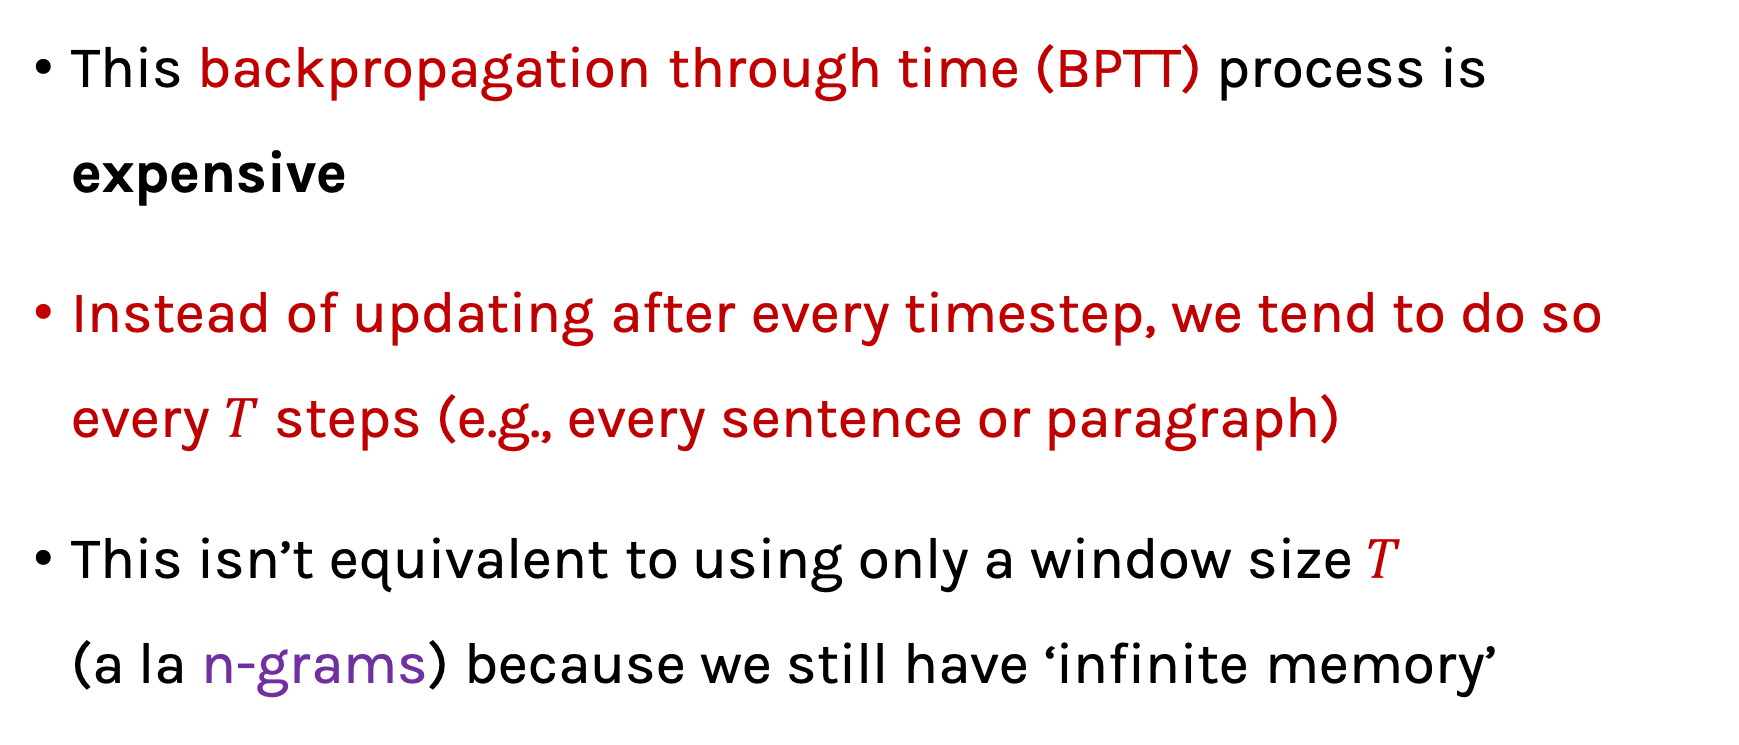 • This backpropagation through time (BPTT) process is
expensive
• Instead of updating after every timestep, we tend to do so
every T steps (e.g., every sentence or paragraph)
• This isn’t equivalent to using only a window size T
(a la n-grams) because we still have ‘infinite memory’